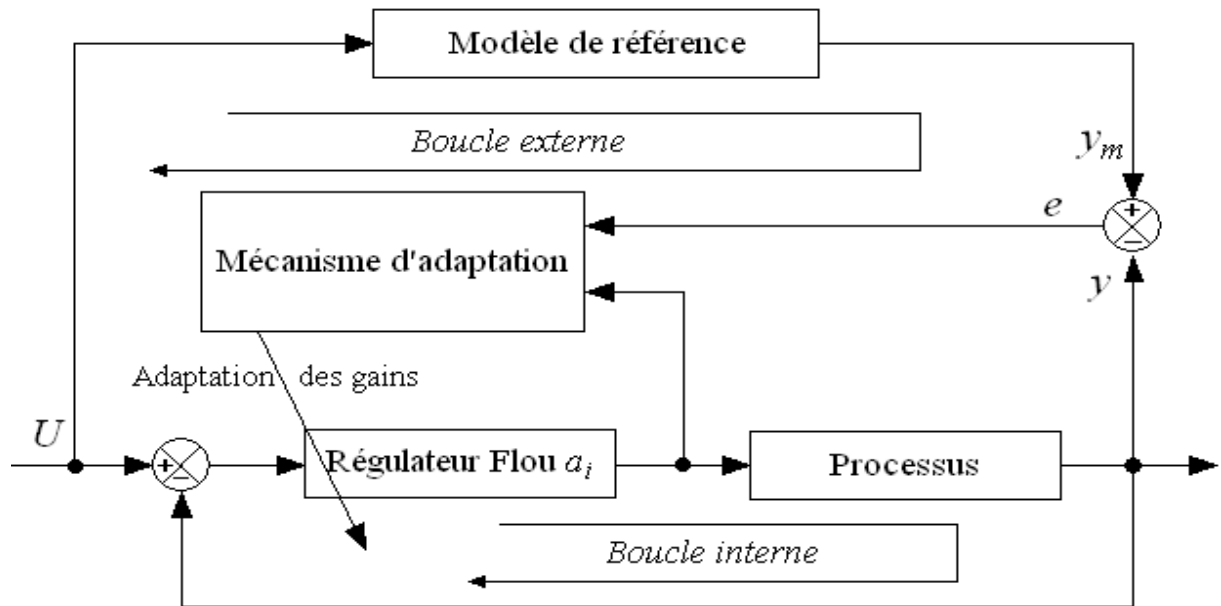 Modèle de référence
Boucle externe
y_m
+
e
−
Mécanisme d'adaptation
y
Adaptation des gains
U
+
−
Régulateur Flou a_i
Processus
Boucle interne